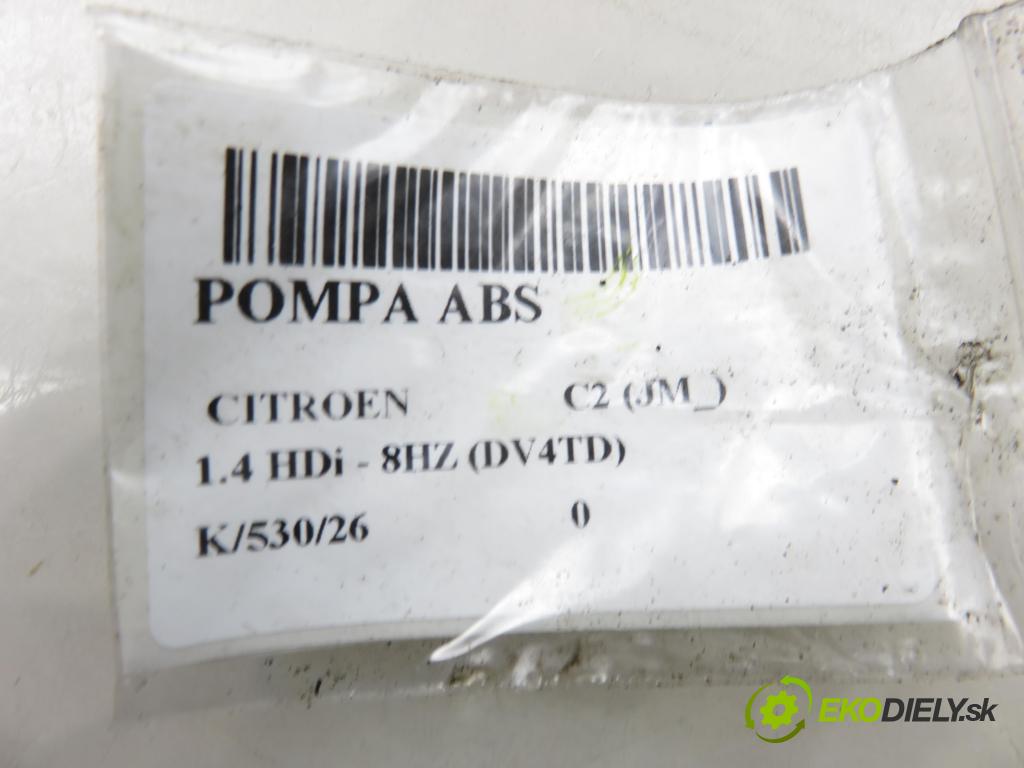 POMPA ABS
CITROEN C2 (JM_)
1.4 HDi - 8HZ (DV4TD)
K/530/26 0
EKODIELY.sk